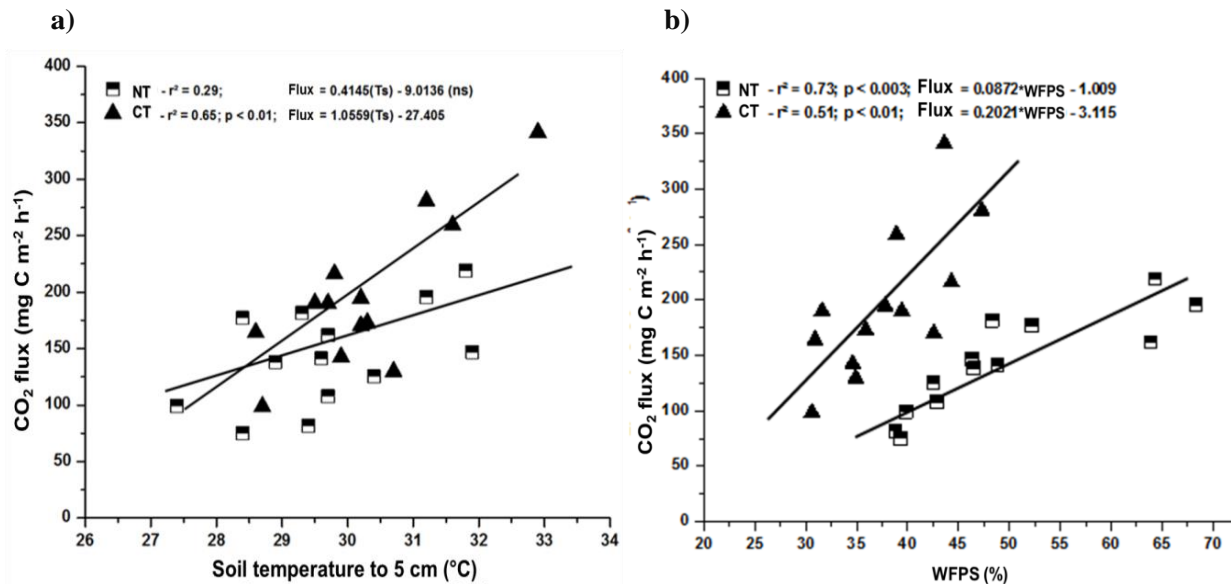 a)
400
350
300
250
200
150
100
50
0
CO₂ flux (mg C m⁻² h⁻¹)
NT - r² = 0.29; Flux = 0.4145(Ts) - 9.0136 (ns)
CT - r² = 0.65; p < 0.01; Flux = 1.0559(Ts) - 27.405
26 27 28 29 30 31 32 33 34
Soil temperature to 5 cm (°C)
b)
400
350
300
250
200
150
100
50
0
CO₂ flux (mg C m⁻² h⁻¹)
NT - r² = 0.73; p < 0.003; Flux = 0.0872*WFPS - 1.009
CT - r² = 0.51; p < 0.01; Flux = 0.2021*WFPS - 3.115
20 25 30 35 40 45 50 55 60 65 70
WFPS (%)